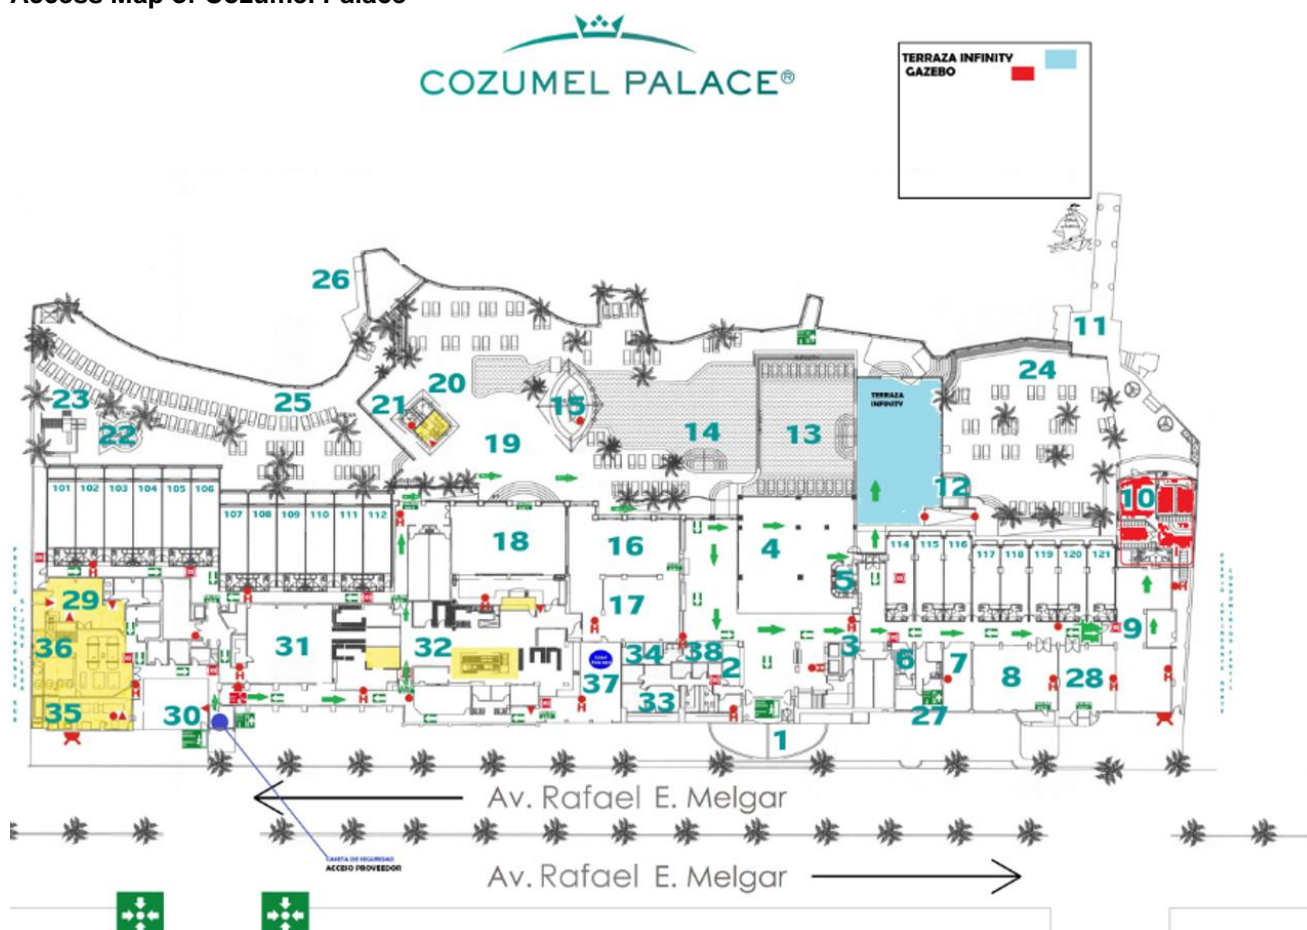 Access Map of Cozumel Palace
COZUMEL PALACE®
TERRAZA INFINITY
GAZEBO
26
11
24
20
23
25
21
15
22
19
14
13
TERRAZA
INFINITY
12
10
101 102 103 104 105 106
107 108 109 110 111 112
18
16
4
114 115 116 117 118 119 120 121
5
29
17
36
31
32
34
38
2
3
6
7
9
37
33
8
28
35
30
27
1
Av. Rafael E. Melgar
CASETA DE SEGURIDAD
ACCESO PROVEEDOR
Av. Rafael E. Melgar